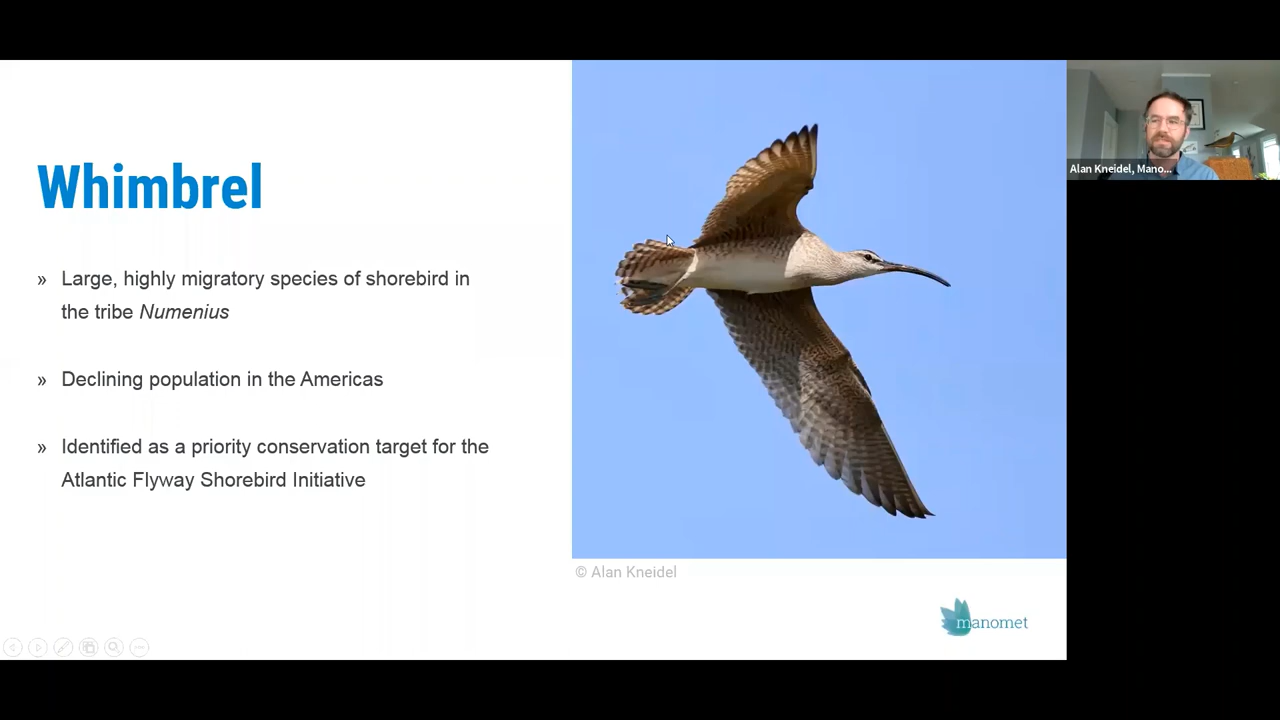 Whimbrel
» Large, highly migratory species of shorebird in
the tribe Numenius
» Declining population in the Americas
» Identified as a priority conservation target for the
Atlantic Flyway Shorebird Initiative
© Alan Kneidel
manomet
Alan Kneidel, Mano...